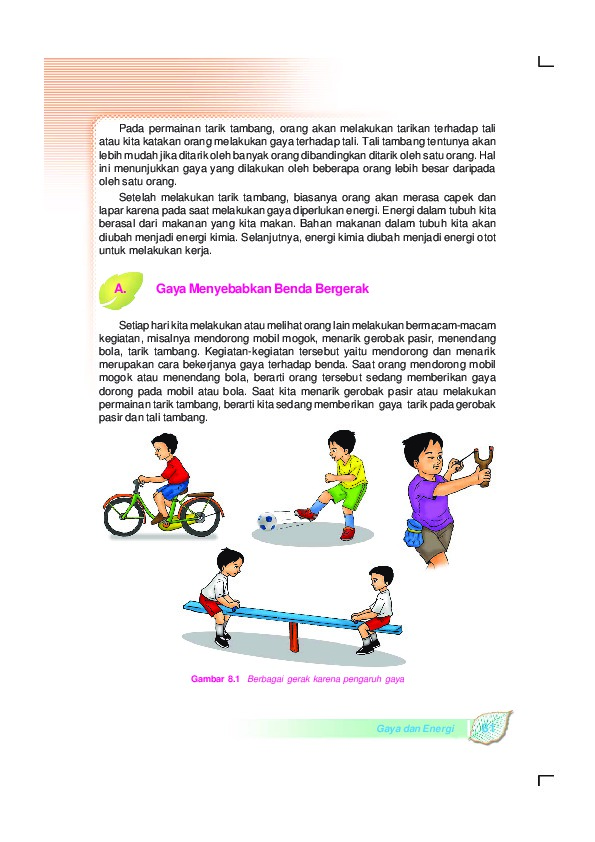 Pada permainan tarik tambang, orang akan melakukan tarikan terhadap tali
atau kita katakan orang melakukan gaya terhadap tali. Tali tambang tentunya akan
lebih mudah jika ditarik oleh banyak orang dibandingkan ditarik oleh satu orang. Hal
ini menunjukkan gaya yang dilakukan oleh beberapa orang lebih besar daripada
oleh satu orang.
Setelah melakukan tarik tambang, biasanya orang akan merasa capek dan
lapar karena pada saat melakukan gaya diperlukan energi. Energi dalam tubuh kita
berasal dari makanan yang kita makan. Bahan makanan dalam tubuh kita akan
diubah menjadi energi kimia. Selanjutnya, energi kimia diubah menjadi energi otot
untuk melakukan kerja.
A. Gaya Menyebabkan Benda Bergerak
Setiap hari kita melakukan atau melihat orang lain melakukan bermacam-macam
kegiatan, misalnya mendorong mobil mogok, menarik gerobak pasir, menendang
bola, tarik tambang. Kegiatan-kegiatan tersebut yaitu mendorong dan menarik
merupakan cara bekerjanya gaya terhadap benda. Saat orang mendorong mobil
mogok atau menendang bola, berarti orang tersebut sedang memberikan gaya
dorong pada mobil atau bola. Saat kita menarik gerobak pasir atau melakukan
permainan tarik tambang, berarti kita sedang memberikan gaya tarik pada gerobak
pasir dan tali tambang.
Gambar 8.1 Berbagai gerak karena pengaruh gaya
Gaya dan Energi